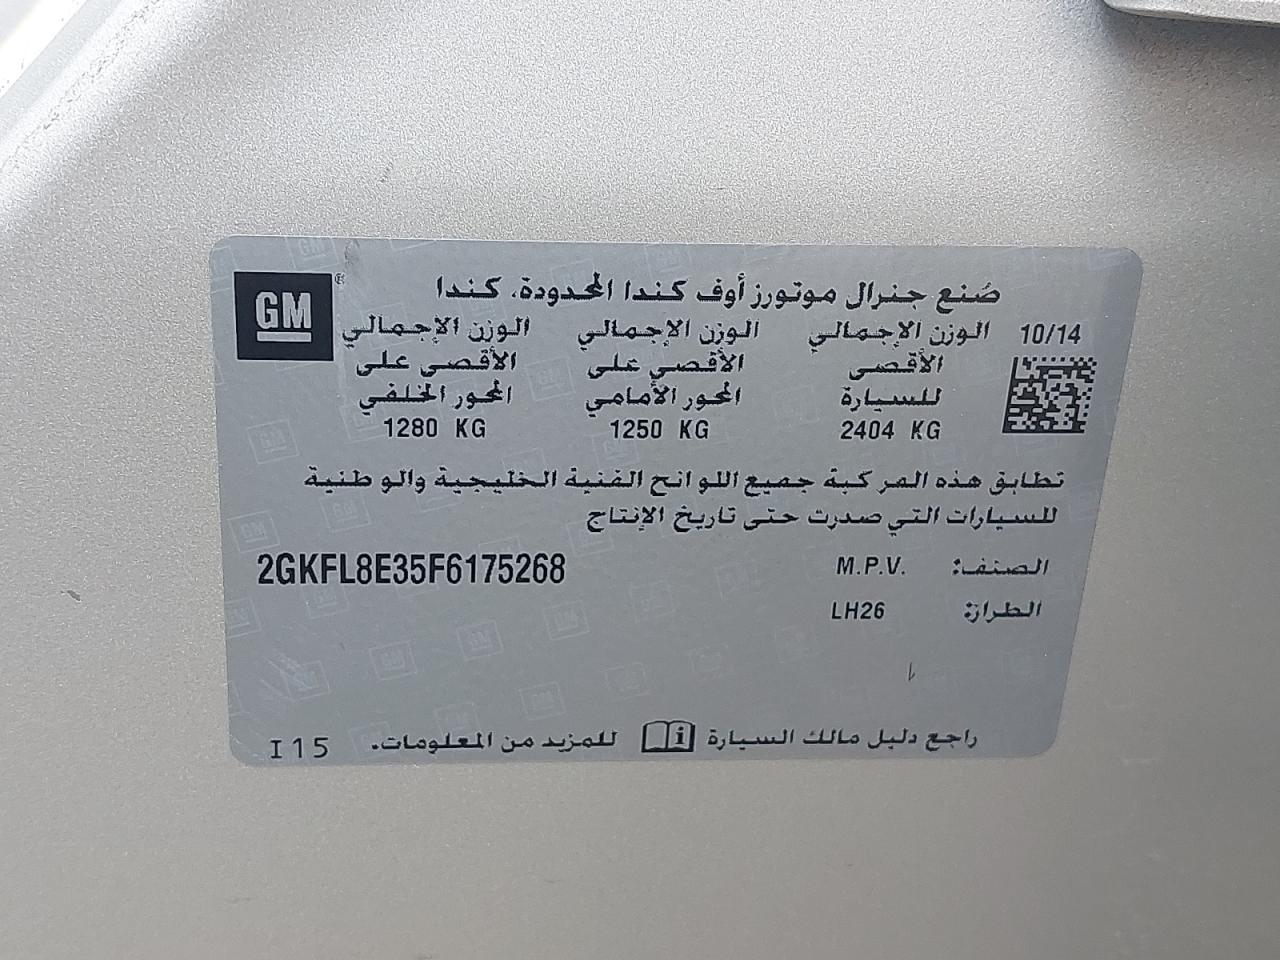 GM®
صُنع جنرال موتورز أوف كندا المحدودة، كندا
10/14 الوزن الإجمالي الوزن الإجمالي الوزن الإجمالي
الأقصى الأقصى على الأقصى على
للسيارة المحور الأمامي المحور الخلفي
2404 KG 1250 KG 1280 KG
تطابق هذه المركبة جميع اللوائح الفنية الخليجية والوطنية
للسيارات التي صدرت حتى تاريخ الإنتاج
الصنف: M.P.V. 2GKFL8E35F6175268
الطراز: LH26
راجع دليل مالك السيارة i للمزيد من المعلومات. I15